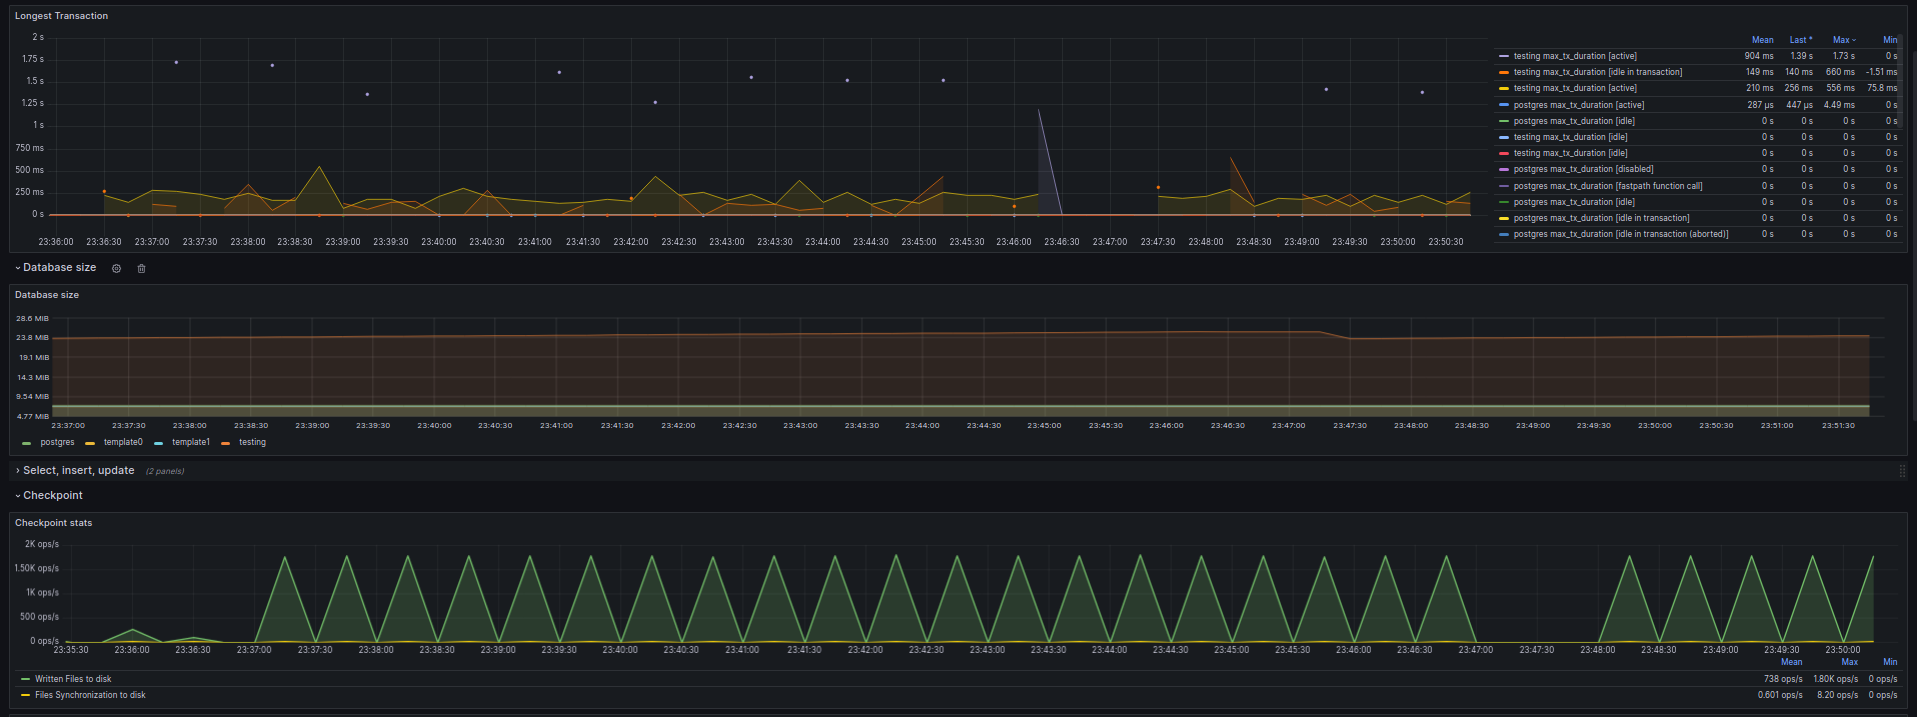 Longest Transaction
2 s
1.75 s
1.5 s
1.25 s
1 s
750 ms
500 ms
250 ms
0 s
23:36:00 23:36:30 23:37:00 23:37:30 23:38:00 23:38:30 23:39:00 23:39:30 23:40:00 23:40:30 23:41:00 23:41:30 23:42:00 23:42:30 23:43:00 23:43:30 23:44:00 23:44:30 23:45:00 23:45:30 23:46:00 23:46:30 23:47:00 23:47:30 23:48:00 23:48:30 23:49:00 23:49:30 23:50:00 23:50:30
Mean Last * Max Min
testing max_tx_duration [active] 904 ms 1.39 s 1.73 s 0 s
testing max_tx_duration [idle in transaction] 149 ms 140 ms 660 ms -1.51 ms
testing max_tx_duration [active] 210 ms 256 ms 556 ms 75.8 ms
postgres max_tx_duration [active] 287 µs 447 µs 4.49 ms 0 s
postgres max_tx_duration [idle] 0 s 0 s 0 s 0 s
testing max_tx_duration [idle] 0 s 0 s 0 s 0 s
testing max_tx_duration [idle] 0 s 0 s 0 s 0 s
postgres max_tx_duration [disabled] 0 s 0 s 0 s 0 s
postgres max_tx_duration [fastpath function call] 0 s 0 s 0 s 0 s
postgres max_tx_duration [idle] 0 s 0 s 0 s 0 s
postgres max_tx_duration [idle in transaction] 0 s 0 s 0 s 0 s
postgres max_tx_duration [idle in transaction (aborted)] 0 s 0 s 0 s 0 s
Database size
Database size
28.6 MiB
23.8 MiB
19.1 MiB
14.3 MiB
9.54 MiB
4.77 MiB
23:37:00 23:37:30 23:38:00 23:38:30 23:39:00 23:39:30 23:40:00 23:40:30 23:41:00 23:41:30 23:42:00 23:42:30 23:43:00 23:43:30 23:44:00 23:44:30 23:45:00 23:45:30 23:46:00 23:46:30 23:47:00 23:47:30 23:48:00 23:48:30 23:49:00 23:49:30 23:50:00 23:50:30 23:51:00 23:51:30
postgres template0 template1 testing
Select, insert, update (2 panels)
Checkpoint
Checkpoint stats
2K ops/s
1.50K ops/s
1K ops/s
500 ops/s
0 ops/s
23:35:30 23:36:00 23:36:30 23:37:00 23:37:30 23:38:00 23:38:30 23:39:00 23:39:30 23:40:00 23:40:30 23:41:00 23:41:30 23:42:00 23:42:30 23:43:00 23:43:30 23:44:00 23:44:30 23:45:00 23:45:30 23:46:00 23:46:30 23:47:00 23:47:30 23:48:00 23:48:30 23:49:00 23:49:30 23:50:00
Mean Max Min
Written Files to disk 738 ops/s 1.80K ops/s 0 ops/s
Files Synchronization to disk 0.601 ops/s 8.20 ops/s 0 ops/s